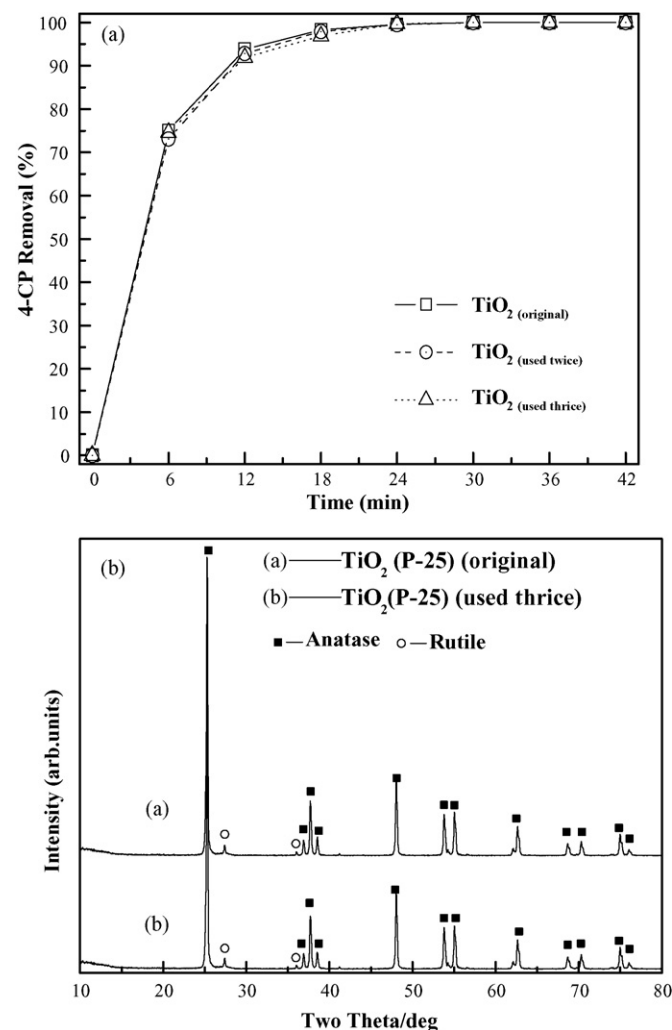 (a)
100
90
80
70
60
50
40
30
20
10
0
4-CP Removal (%)
TiO2 (original)
TiO2 (used twice)
TiO2 (used thrice)
0 6 12 18 24 30 36 42
Time (min)
(b)
(a) TiO2 (P-25) (original)
(b) TiO2(P-25) (used thrice)
Anatase Rutile
Intensity (arb.units)
(a)
(b)
10 20 30 40 50 60 70 80
Two Theta/deg